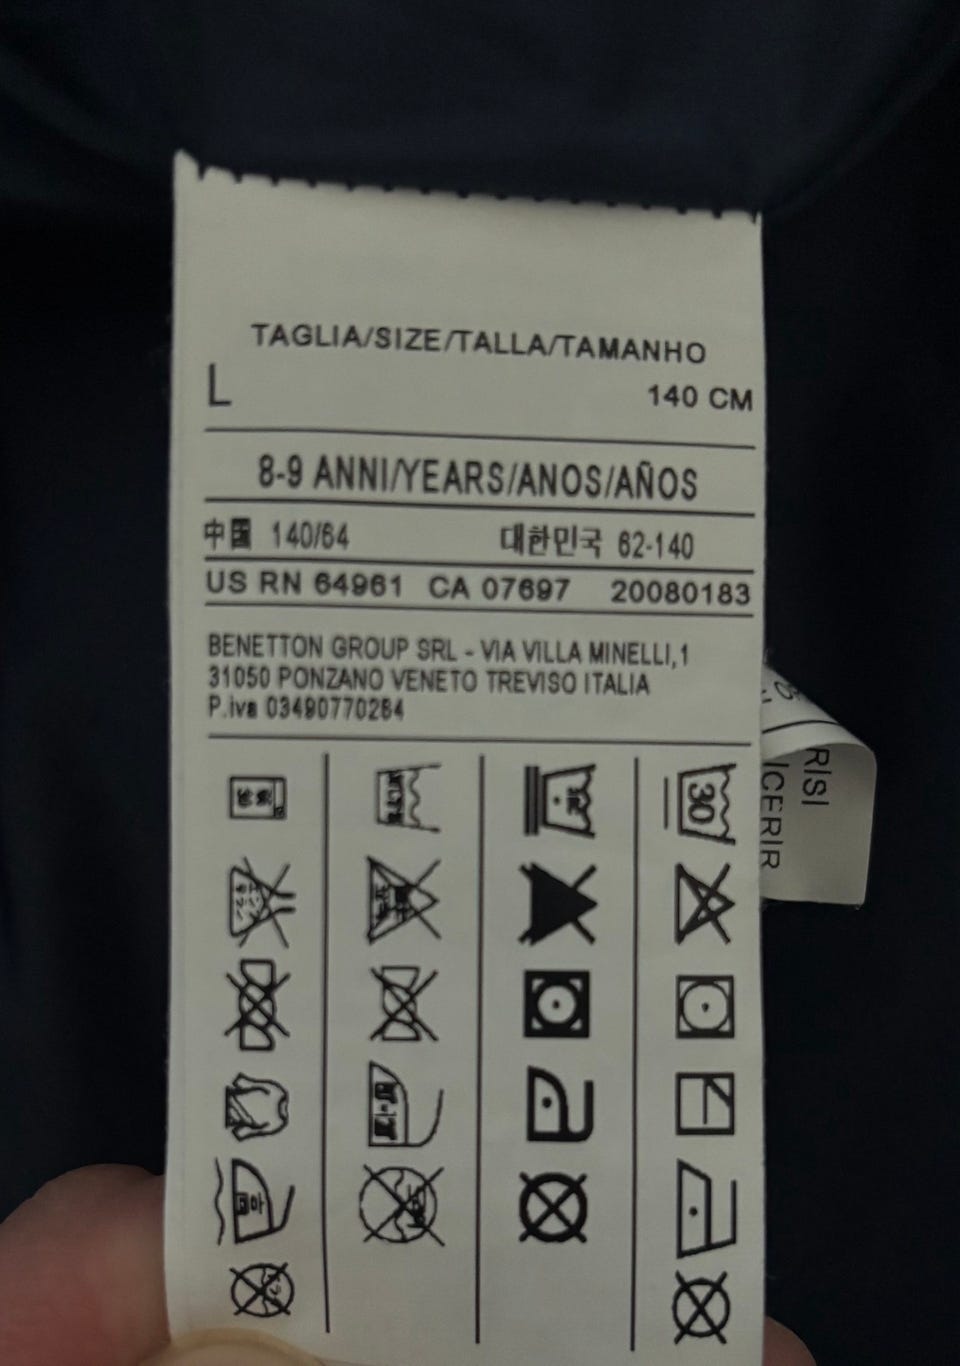 TAGLIA/SIZE/TALLA/TAMANHO
L 140 CM
8-9 ANNI/YEARS/ANOS/AÑOS
中國 140/64 대한민국 62-140
US RN 64961 CA 07697 20080183
BENETTON GROUP SRL - VIA VILLA MINELLI,1
31050 PONZANO VENETO TREVISO ITALIA
P.iva 03490770264
30
RISI
ICERIR